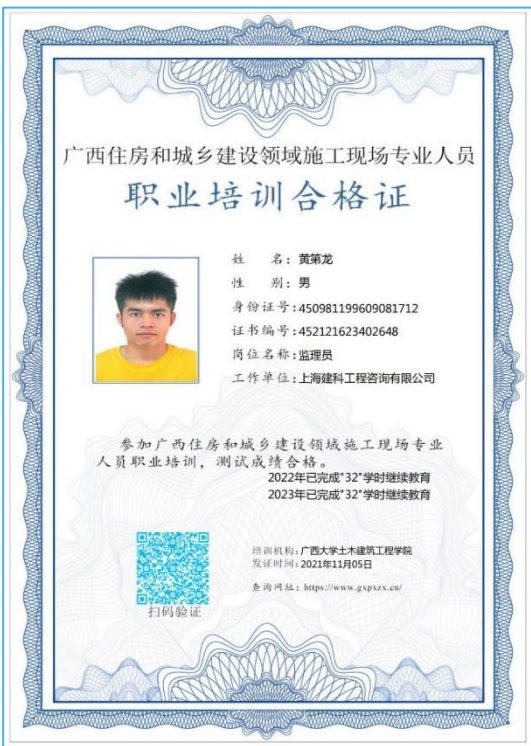 广西住房和城乡建设领域施工现场专业人员
职业培训合格证
姓 名：黄第龙
性 别：男
身份证号：450981199609081712
证书编号：452121623402648
岗位名称：监理员
工作单位：上海建科工程咨询有限公司
参加广西住房和城乡建设领域施工现场专业
人员职业培训，测试成绩合格。
2022年已完成"32"学时继续教育
2023年已完成"32"学时继续教育
培训机构：广西大学土木建筑工程学院
发证时间：2021年11月05日
查询网址：https://www.gxpxzx.cn/
扫码验证